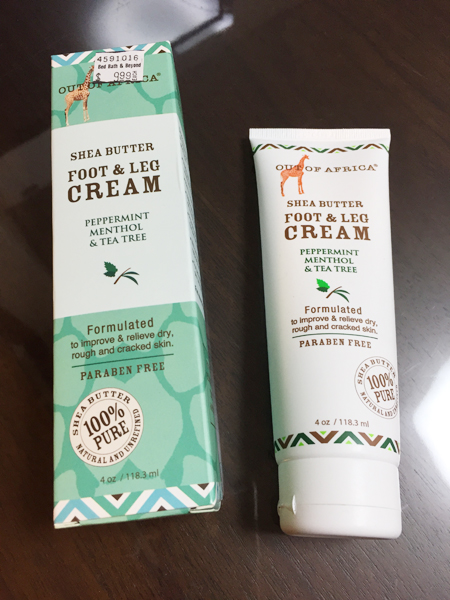 4591016
Bed Bath & Beyond
$ 999
OUT OF AFRICA®
SHEA BUTTER
FOOT & LEG
CREAM
PEPPERMINT
MENTHOL
& TEA TREE
Formulated
to improve & relieve dry,
rough and cracked skin.
PARABEN FREE
SHEA BUTTER
100%
PURE
NATURAL AND UNREFINED
4 oz / 118.3 ml
OUT OF AFRICA®
SHEA BUTTER
FOOT & LEG
CREAM
PEPPERMINT
MENTHOL
& TEA TREE
Formulated
to improve & relieve dry,
rough and cracked skin.
PARABEN FREE
SHEA BUTTER
100%
PURE
NATURAL AND
4 oz / 118.3 ml